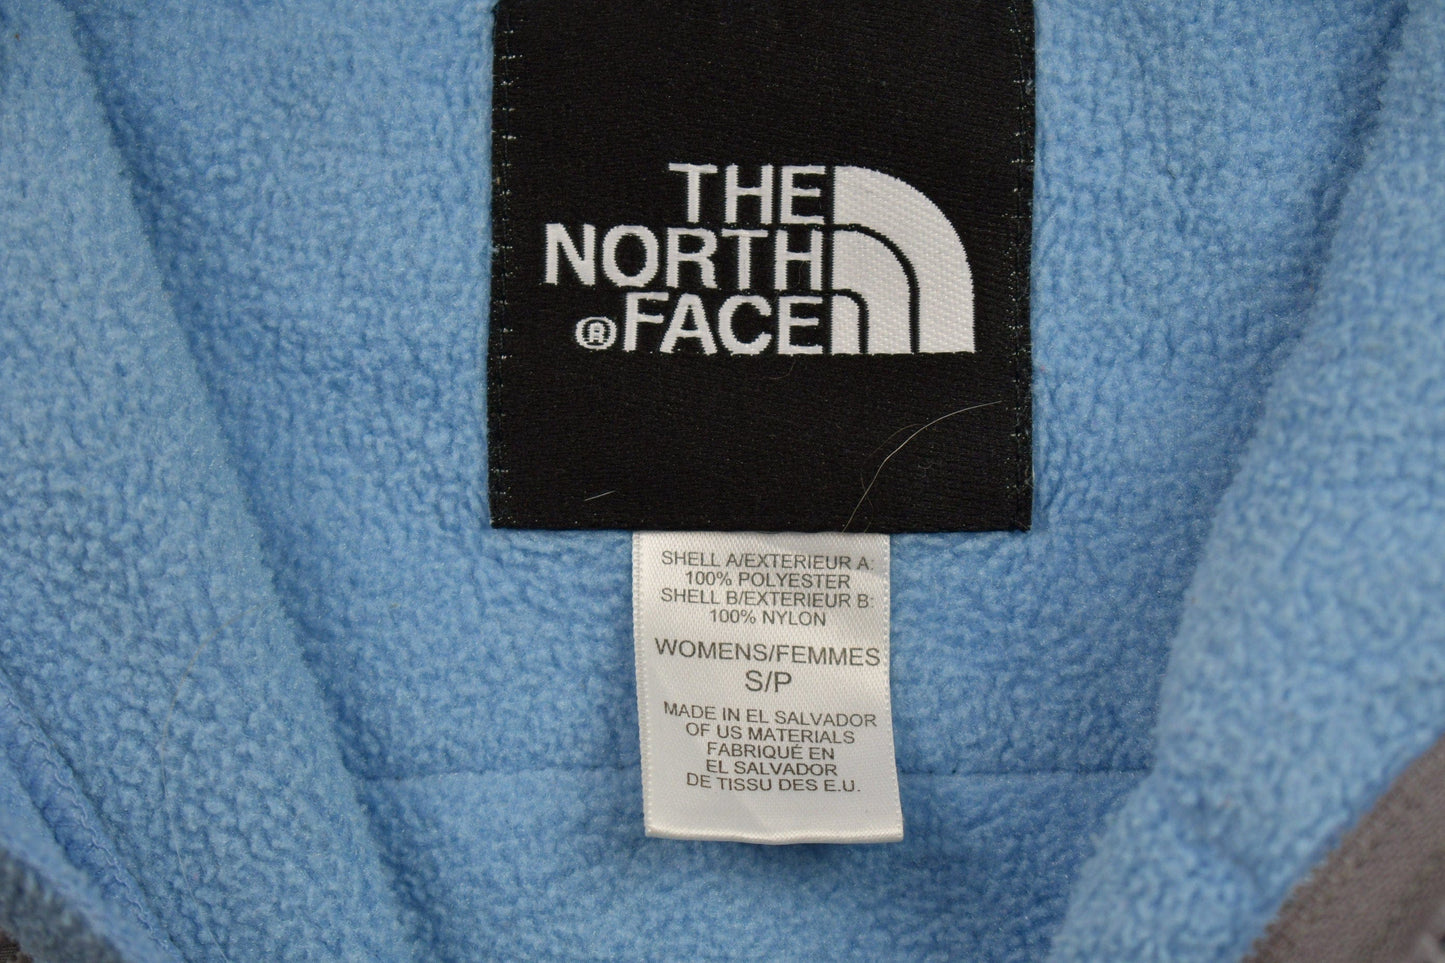 THE
NORTH
® FACE
SHELL A/EXTERIEUR A:
100% POLYESTER
SHELL B/EXTERIEUR B:
100% NYLON
WOMENS/FEMMES
S/P
MADE IN EL SALVADOR
OF US MATERIALS
FABRIQUÉ EN
EL SALVADOR
DE TISSU DES E.U.